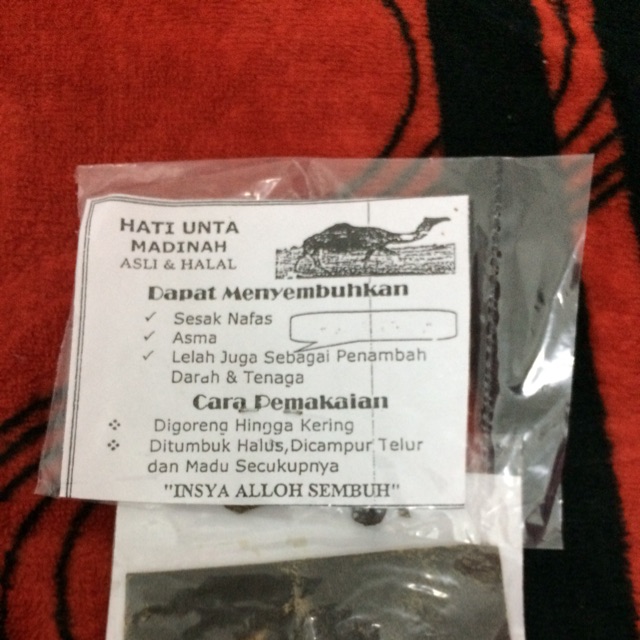 HATI UNTA
MADINAH
ASLI & HALAL
Dapat Menyembuhkan
✓ Sesak Nafas
✓ Asma
✓ Lelah Juga Sebagai Penambah
Darah & Tenaga
Cara Pemakaian
❖ Digoreng Hingga Kering
❖ Ditumbuk Halus,Dicampur Telur
dan Madu Secukupnya
"INSYA ALLOH SEMBUH"